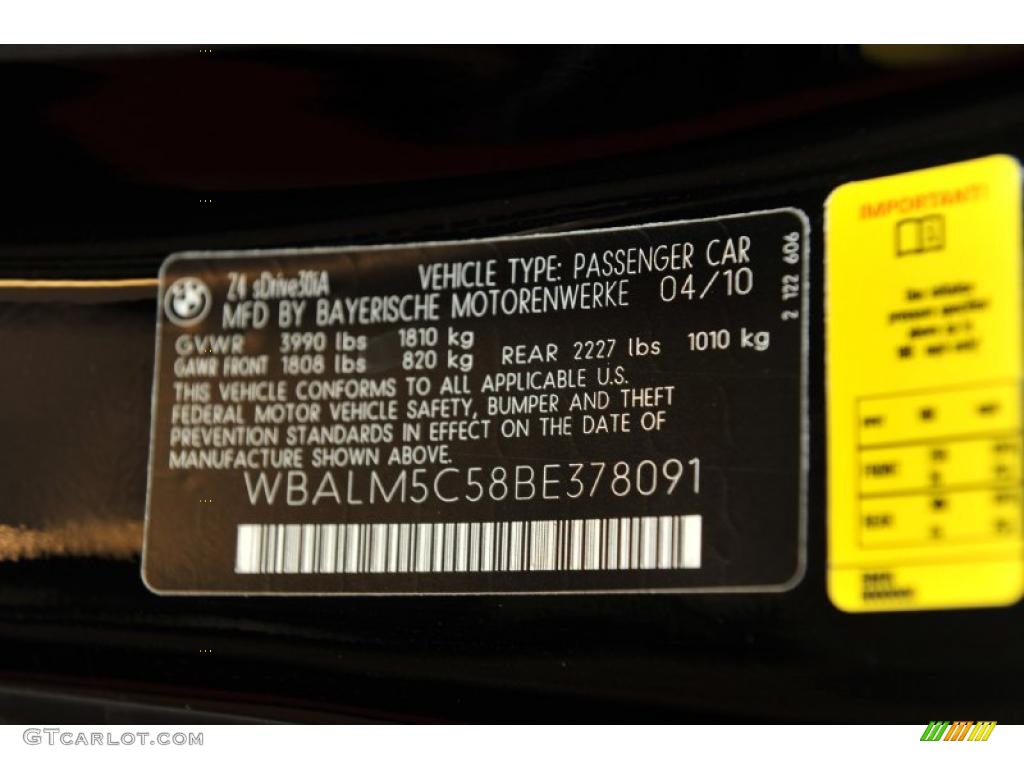 Z4 sDrive30iA
VEHICLE TYPE: PASSENGER CAR
MFD BY BAYERISCHE MOTORENWERKE 04/10
GVWR 3990 lbs 1810 kg
GAWR FRONT 1808 lbs 820 kg REAR 2227 lbs 1010 kg
THIS VEHICLE CONFORMS TO ALL APPLICABLE U.S.
FEDERAL MOTOR VEHICLE SAFETY, BUMPER AND THEFT
PREVENTION STANDARDS IN EFFECT ON THE DATE OF
MANUFACTURE SHOWN ABOVE.
WBALM5C58BE378091
2 122 606
IMPORTANT!
GTCarlot.com